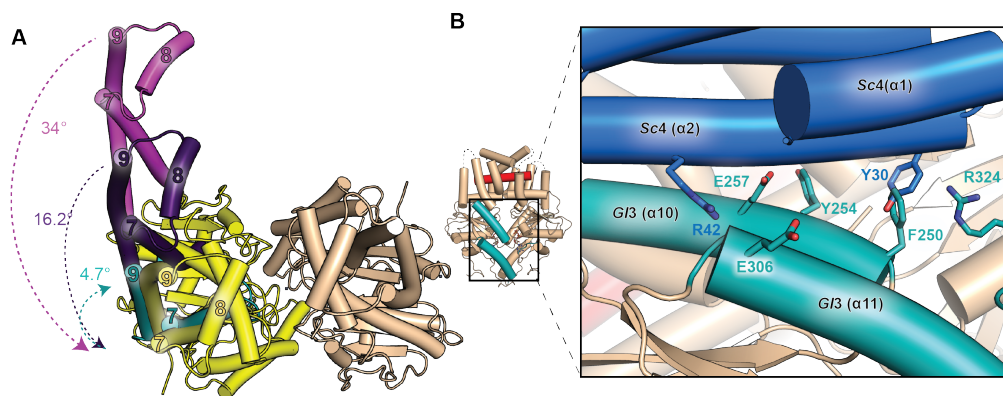 A
9
8
7
34°
9
8
16.2°
7
4.7°
9
9
8
7
7
B
Sc4(α1)
Sc4 (α2)
E257
Y30
R324
Gl3 (α10)
Y254
R42
F250
E306
Gl3 (α11)